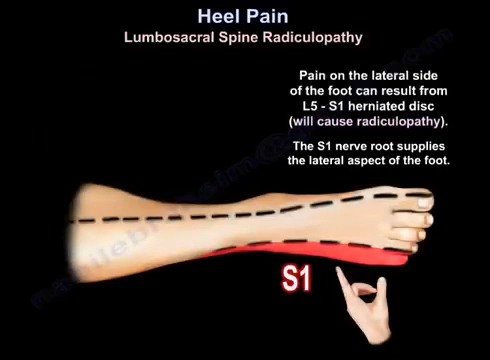 Heel Pain
Lumbosacral Spine Radiculopathy
Pain on the lateral side
of the foot can result from
L5 - S1 herniated disc
(will cause radiculopathy).
The S1 nerve root supplies
the lateral aspect of the foot.
S1